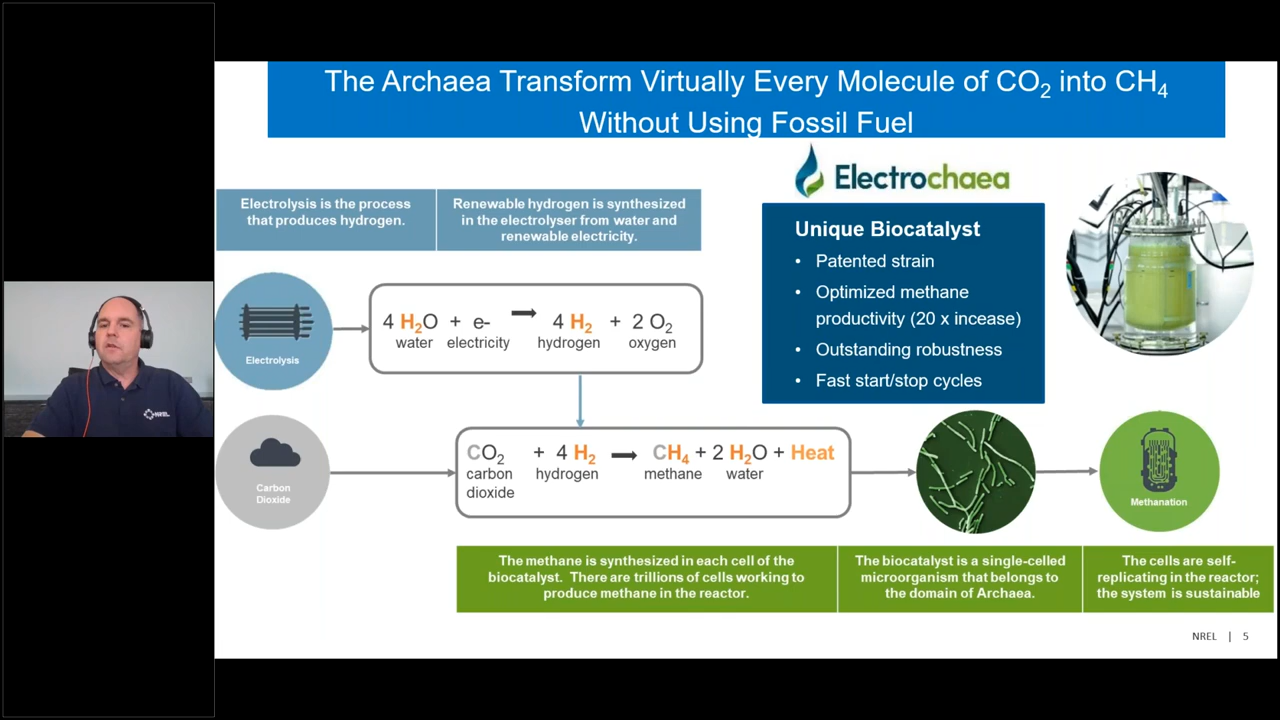 The Archaea Transform Virtually Every Molecule of CO2 into CH4
Without Using Fossil Fuel
Electrochaea
Electrolysis is the process
that produces hydrogen.
Renewable hydrogen is synthesized
in the electrolyser from water and
renewable electricity.
Unique Biocatalyst
• Patented strain
• Optimized methane
productivity (20 x incease)
• Outstanding robustness
• Fast start/stop cycles
Electrolysis
4 H2O + e- → 4 H2 + 2 O2
water electricity hydrogen oxygen
NREL
Carbon
Dioxide
CO2 + 4 H2 → CH4 + 2 H2O + Heat
carbon hydrogen methane water
dioxide
Methanation
The methane is synthesized in each cell of the
biocatalyst. There are trillions of cells working to
produce methane in the reactor.
The biocatalyst is a single-celled
microorganism that belongs to
the domain of Archaea.
The cells are self-
replicating in the reactor;
the system is sustainable
NREL | 5